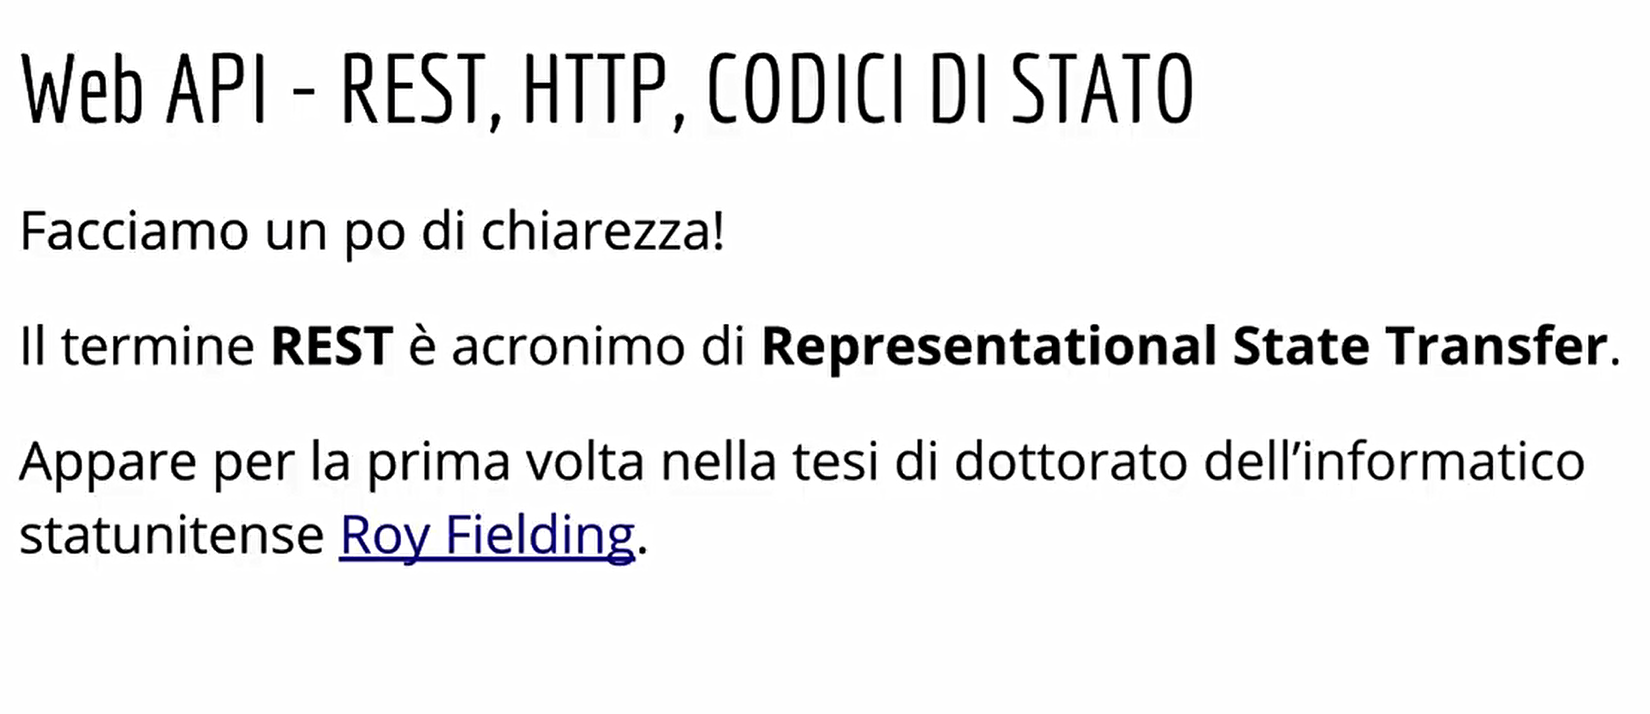 Web API - REST, HTTP, CODICI DI STATO
Facciamo un po di chiarezza!
Il termine REST è acronimo di Representational State Transfer.
Appare per la prima volta nella tesi di dottorato dell’informatico
statunitense Roy Fielding.